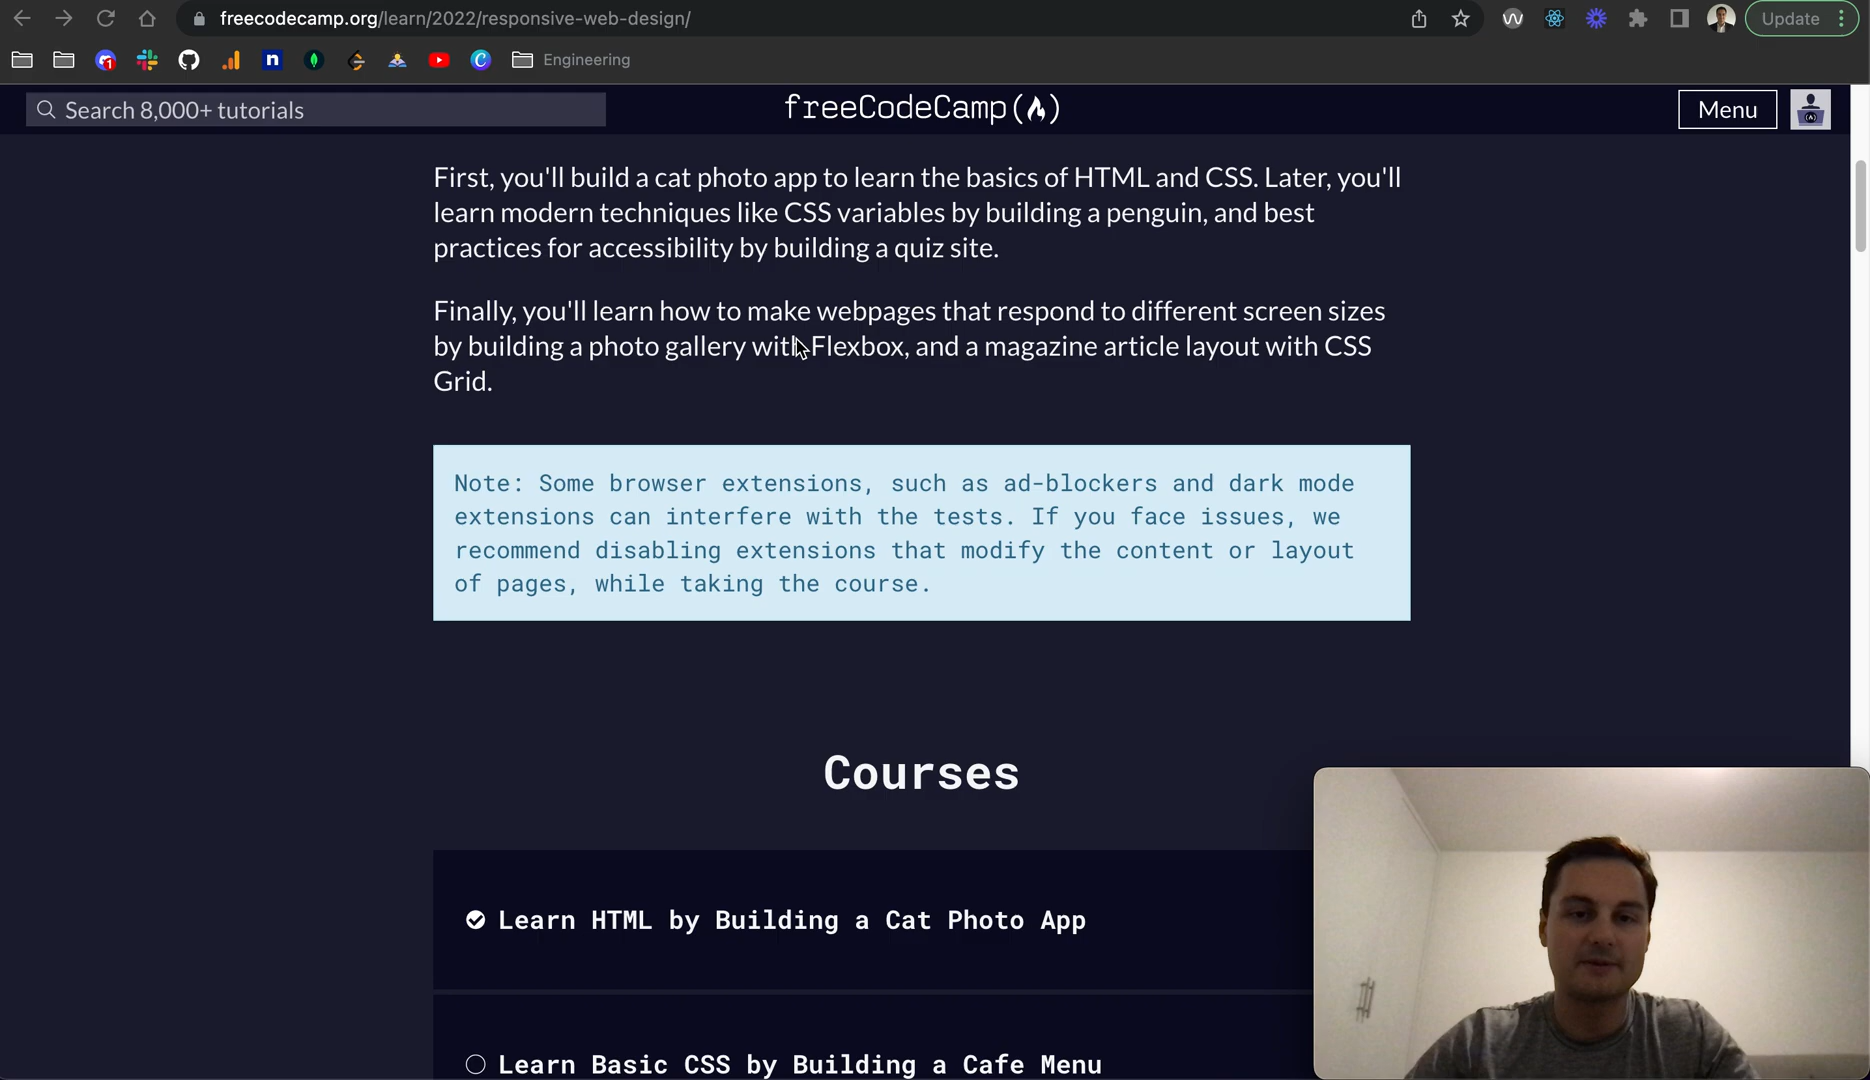 freecodecamp.org/learn/2022/responsive-web-design/
Update
1
Engineering
Search 8,000+ tutorials
freeCodeCamp(🔥)
Menu
First, you'll build a cat photo app to learn the basics of HTML and CSS. Later, you'll
learn modern techniques like CSS variables by building a penguin, and best
practices for accessibility by building a quiz site.
Finally, you'll learn how to make webpages that respond to different screen sizes
by building a photo gallery with Flexbox, and a magazine article layout with CSS
Grid.
Note: Some browser extensions, such as ad-blockers and dark mode
extensions can interfere with the tests. If you face issues, we
recommend disabling extensions that modify the content or layout
of pages, while taking the course.
Courses
Learn HTML by Building a Cat Photo App
Learn Basic CSS by Building a Cafe Menu